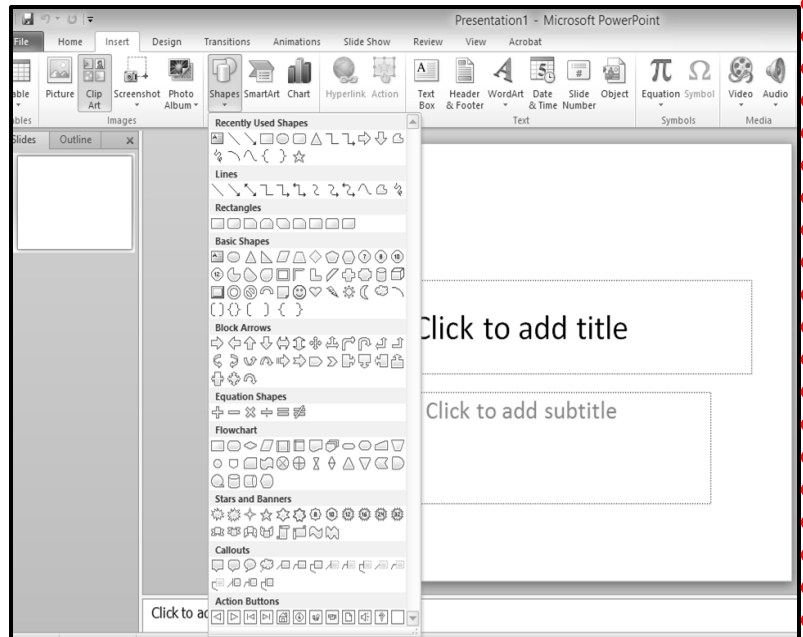 Presentation1 - Microsoft PowerPoint
File Home Insert Design Transitions Animations Slide Show Review View Acrobat
able Picture Clip Art Screenshot Photo Album Shapes SmartArt Chart Hyperlink Action Text Box Header & Footer WordArt Date & Time Slide Number Object Equation Symbol Video Audio
bles Images Text Symbols Media
Slides Outline
Recently Used Shapes
Lines
Rectangles
Basic Shapes
Block Arrows
Equation Shapes
Flowchart
Stars and Banners
Callouts
Action Buttons
Click to add title
Click to add subtitle
Click to ad